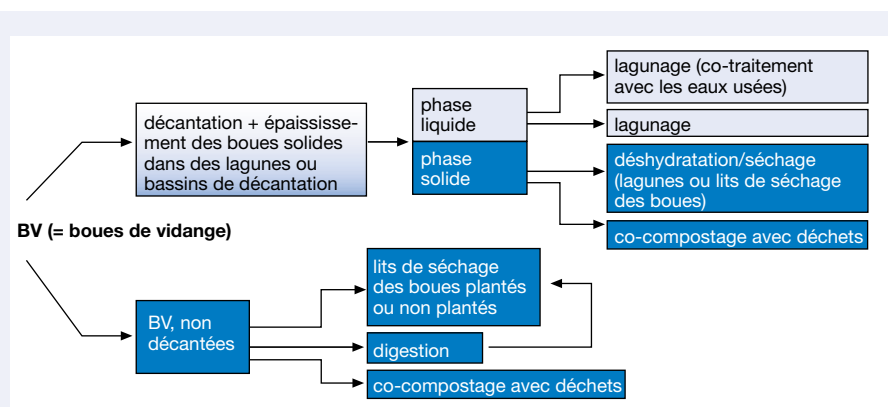 décantation + épaississe-
ment des boues solides
dans des lagunes ou
bassins de décantation
phase
liquide
phase
solide
lagunage (co-traitement
avec les eaux usées)
lagunage
déshydratation/séchage
(lagunes ou lits de séchage
des boues)
co-compostage avec déchets
BV (= boues de vidange)
BV, non
décantées
lits de séchage
des boues plantés
ou non plantés
digestion
co-compostage avec déchets